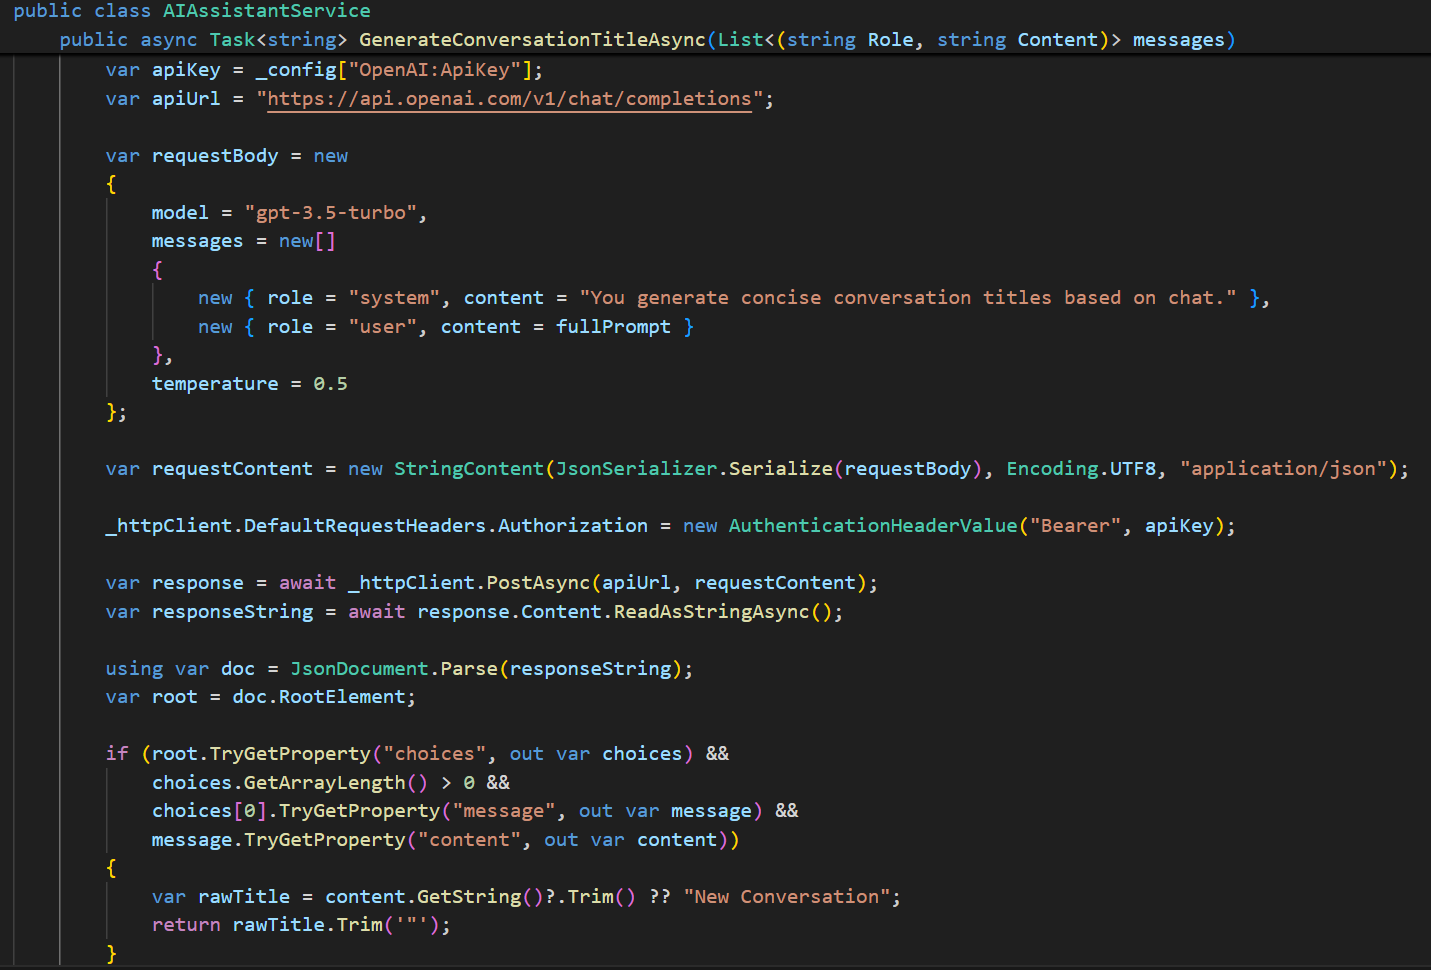 public class AIAssistantService
public async Task<string> GenerateConversationTitleAsync(List<(string Role, string Content)> messages)
var apiKey = _config["OpenAI:ApiKey"];
var apiUrl = "https://api.openai.com/v1/chat/completions";
var requestBody = new
{
model = "gpt-3.5-turbo",
messages = new[]
{
new { role = "system", content = "You generate concise conversation titles based on chat." },
new { role = "user", content = fullPrompt }
},
temperature = 0.5
};
var requestContent = new StringContent(JsonSerializer.Serialize(requestBody), Encoding.UTF8, "application/json");
_httpClient.DefaultRequestHeaders.Authorization = new AuthenticationHeaderValue("Bearer", apiKey);
var response = await _httpClient.PostAsync(apiUrl, requestContent);
var responseString = await response.Content.ReadAsStringAsync();
using var doc = JsonDocument.Parse(responseString);
var root = doc.RootElement;
if (root.TryGetProperty("choices", out var choices) &&
choices.GetArrayLength() > 0 &&
choices[0].TryGetProperty("message", out var message) &&
message.TryGetProperty("content", out var content))
{
var rawTitle = content.GetString()?.Trim() ?? "New Conversation";
return rawTitle.Trim('"');
}